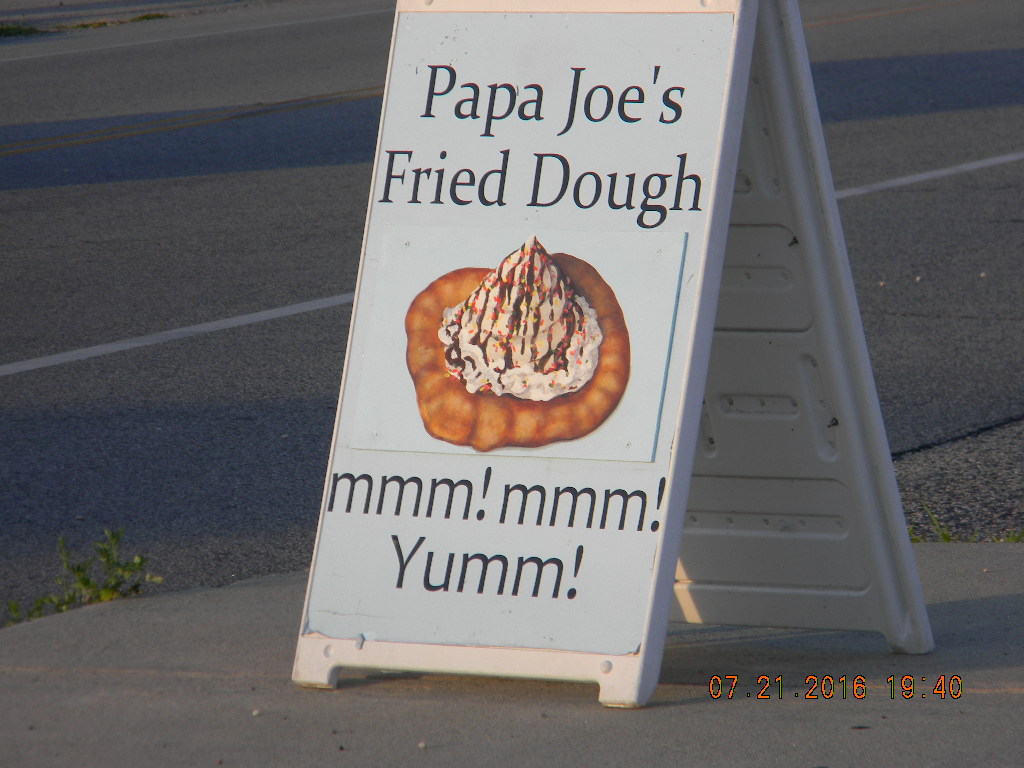 Papa Joe's
Fried Dough
mmm! mmm!
Yumm!
07.21.2016 19:40